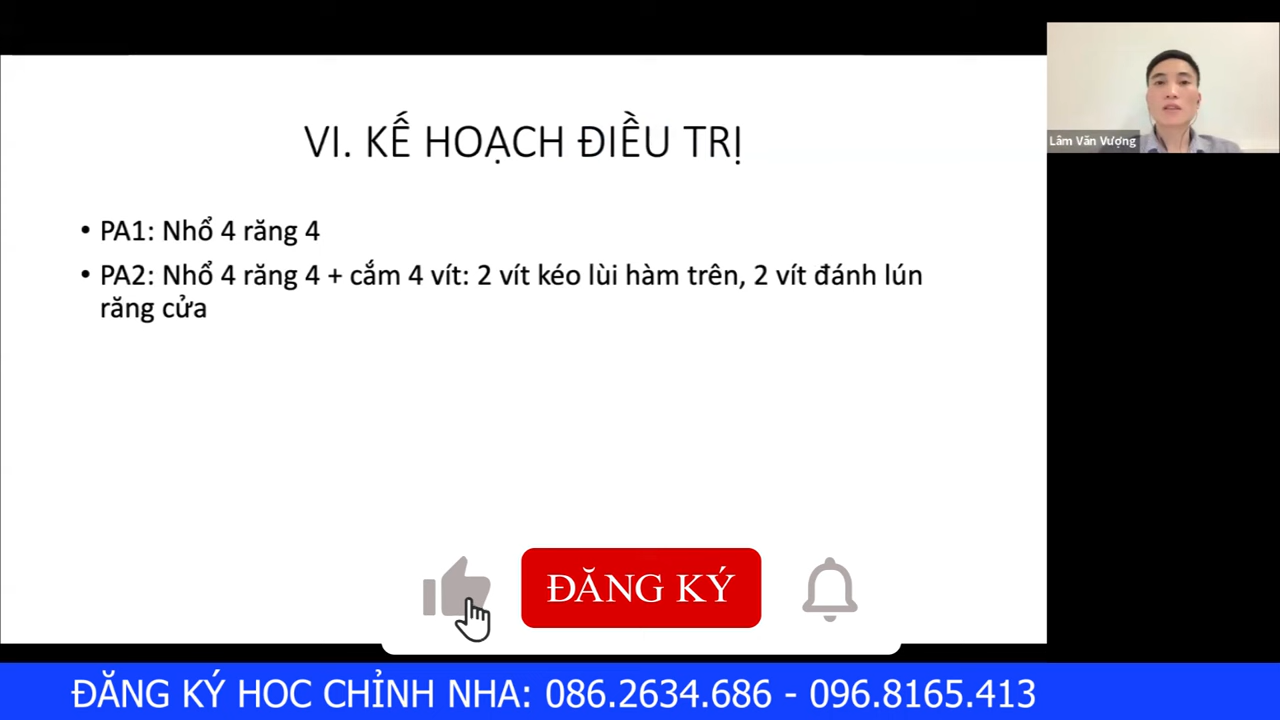 VI. KẾ HOẠCH ĐIỀU TRỊ
Lâm Văn Vượng
• PA1: Nhổ 4 răng 4
• PA2: Nhổ 4 răng 4 + cắm 4 vít: 2 vít kéo lùi hàm trên, 2 vít đánh lún
răng cửa
ĐĂNG KÝ
ĐĂNG KÝ HOC CHỈNH NHA: 086.2634.686 - 096.8165.413